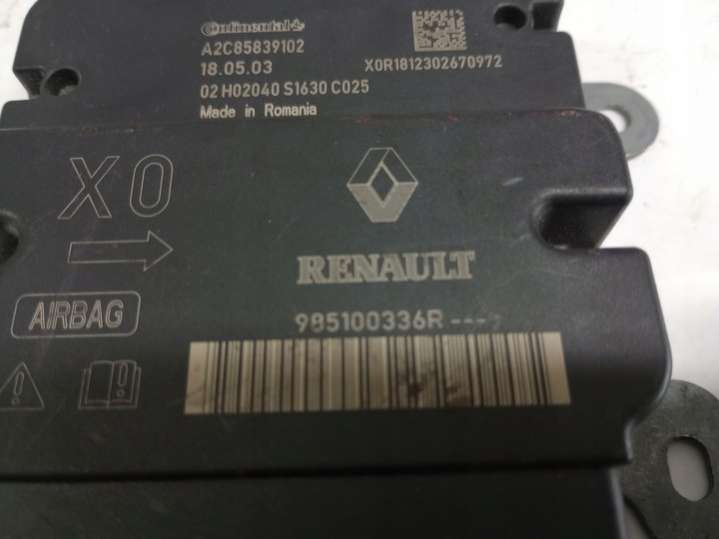 Continental
A2C85839102
18.05.03
X0R1812302670972
02 H02040 S1630 C025
Made in Romania
X0
RENAULT
AIRBAG
985100336R ----